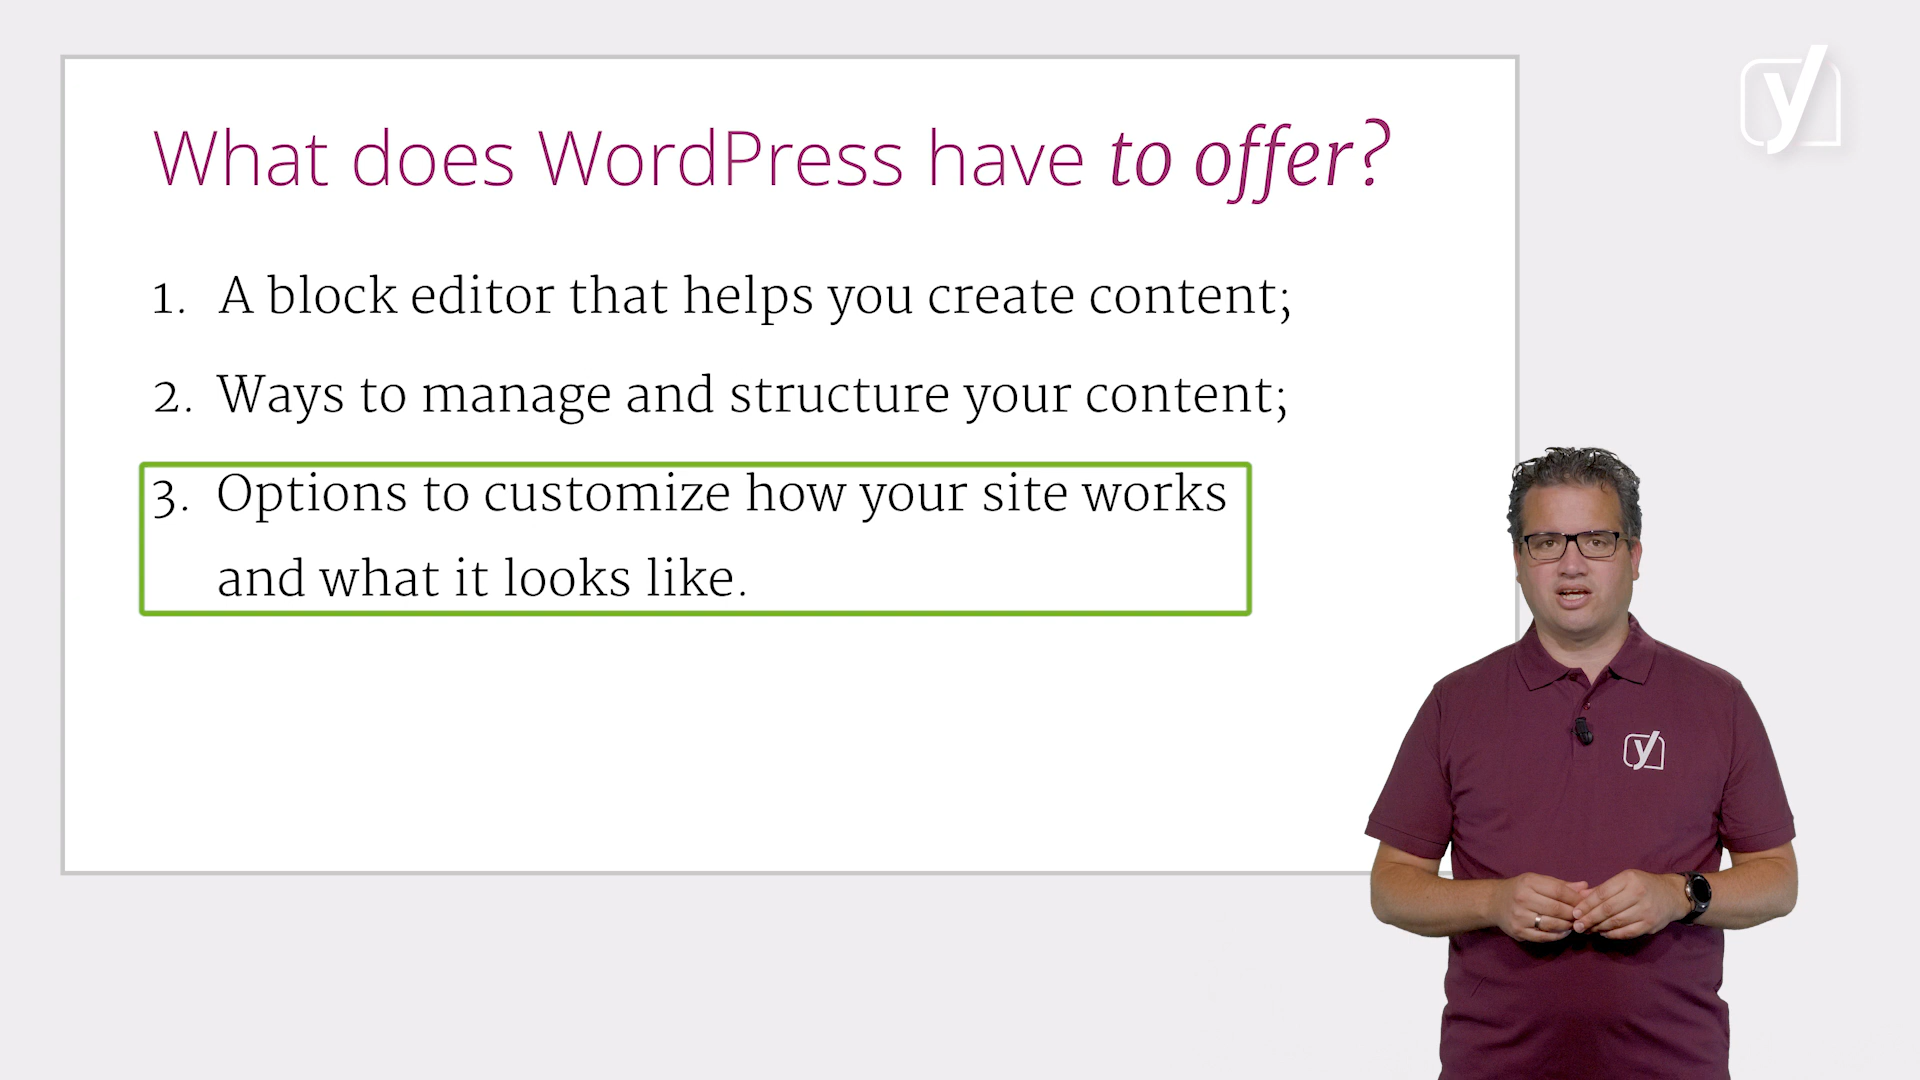 What does WordPress have to offer?
1. A block editor that helps you create content;
2. Ways to manage and structure your content;
3. Options to customize how your site works
and what it looks like.
y
y